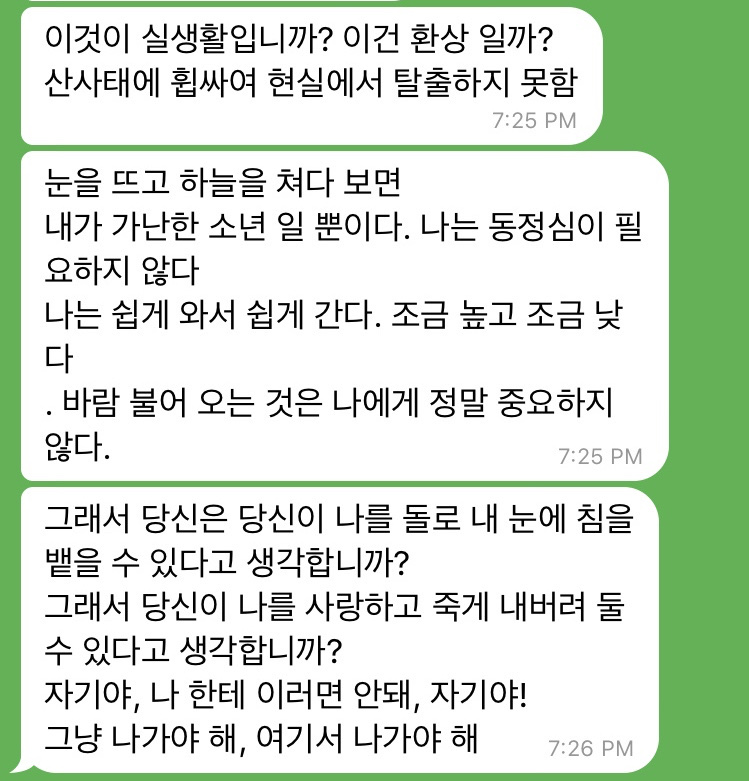 이것이 실생활입니까? 이건 환상 일까?
산사태에 휩싸여 현실에서 탈출하지 못함
7:25 PM
눈을 뜨고 하늘을 쳐다 보면
내가 가난한 소년 일 뿐이다. 나는 동정심이 필
요하지 않다
나는 쉽게 와서 쉽게 간다. 조금 높고 조금 낮
다
. 바람 불어 오는 것은 나에게 정말 중요하지
않다.
7:25 PM
그래서 당신은 당신이 나를 돌로 내 눈에 침을
뱉을 수 있다고 생각합니까?
그래서 당신이 나를 사랑하고 죽게 내버려 둘
수 있다고 생각합니까?
자기야, 나 한테 이러면 안돼, 자기야!
그냥 나가야 해, 여기서 나가야 해
7:26 PM